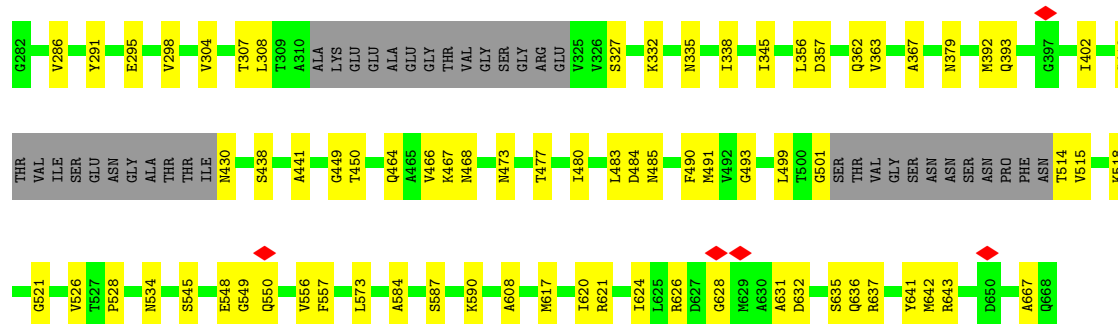 G282 V286 Y291 E295 V298 V304 T307 L308 T309 A310 ALA LYS GLU GLU ALA GLU GLY THR VAL GLY SER GLY ARG GLU V325 V326 S327 K332 N335 I338 I345 L356 D357 Q362 V363 A367 N379 M392 Q393 G397 I402
THR VAL ILE SER GLU ASN GLY ALA THR THR ILE N430 S438 A441 G449 T450 Q464 A465 V466 K467 N468 N473 T477 I480 L483 D484 N485 F490 M491 V492 G493 L499 T500 G501 SER THR VAL GLY SER ASN ASN SER ASN PRO PHE ASN T514 V515 K518
G521 V526 T527 P528 N534 S545 E548 G549 Q550 V556 F557 L573 A584 S587 K590 A608 M617 I620 R621 I624 L625 R626 D627 G628 M629 A630 A631 D632 S635 Q636 R637 Y641 M642 R643 D650 A667 Q668